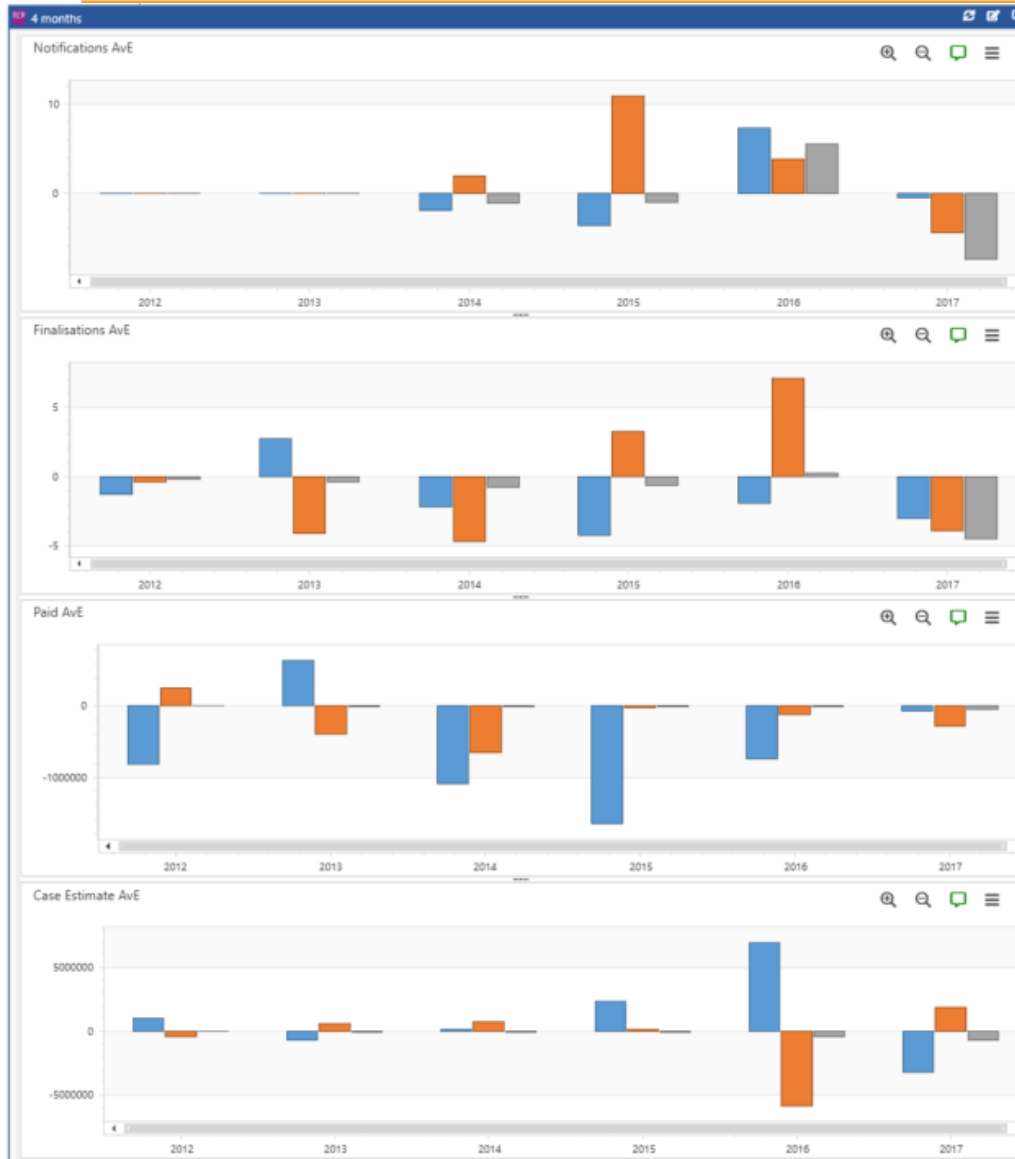 4 months
Notifications AvE
10
0
2012 2013 2014 2015 2016 2017
Finalisations AvE
5
0
-5
2012 2013 2014 2015 2016 2017
Paid AvE
0
-1000000
2012 2013 2014 2015 2016 2017
Case Estimate AvE
5000000
0
-5000000
2012 2013 2014 2015 2016 2017